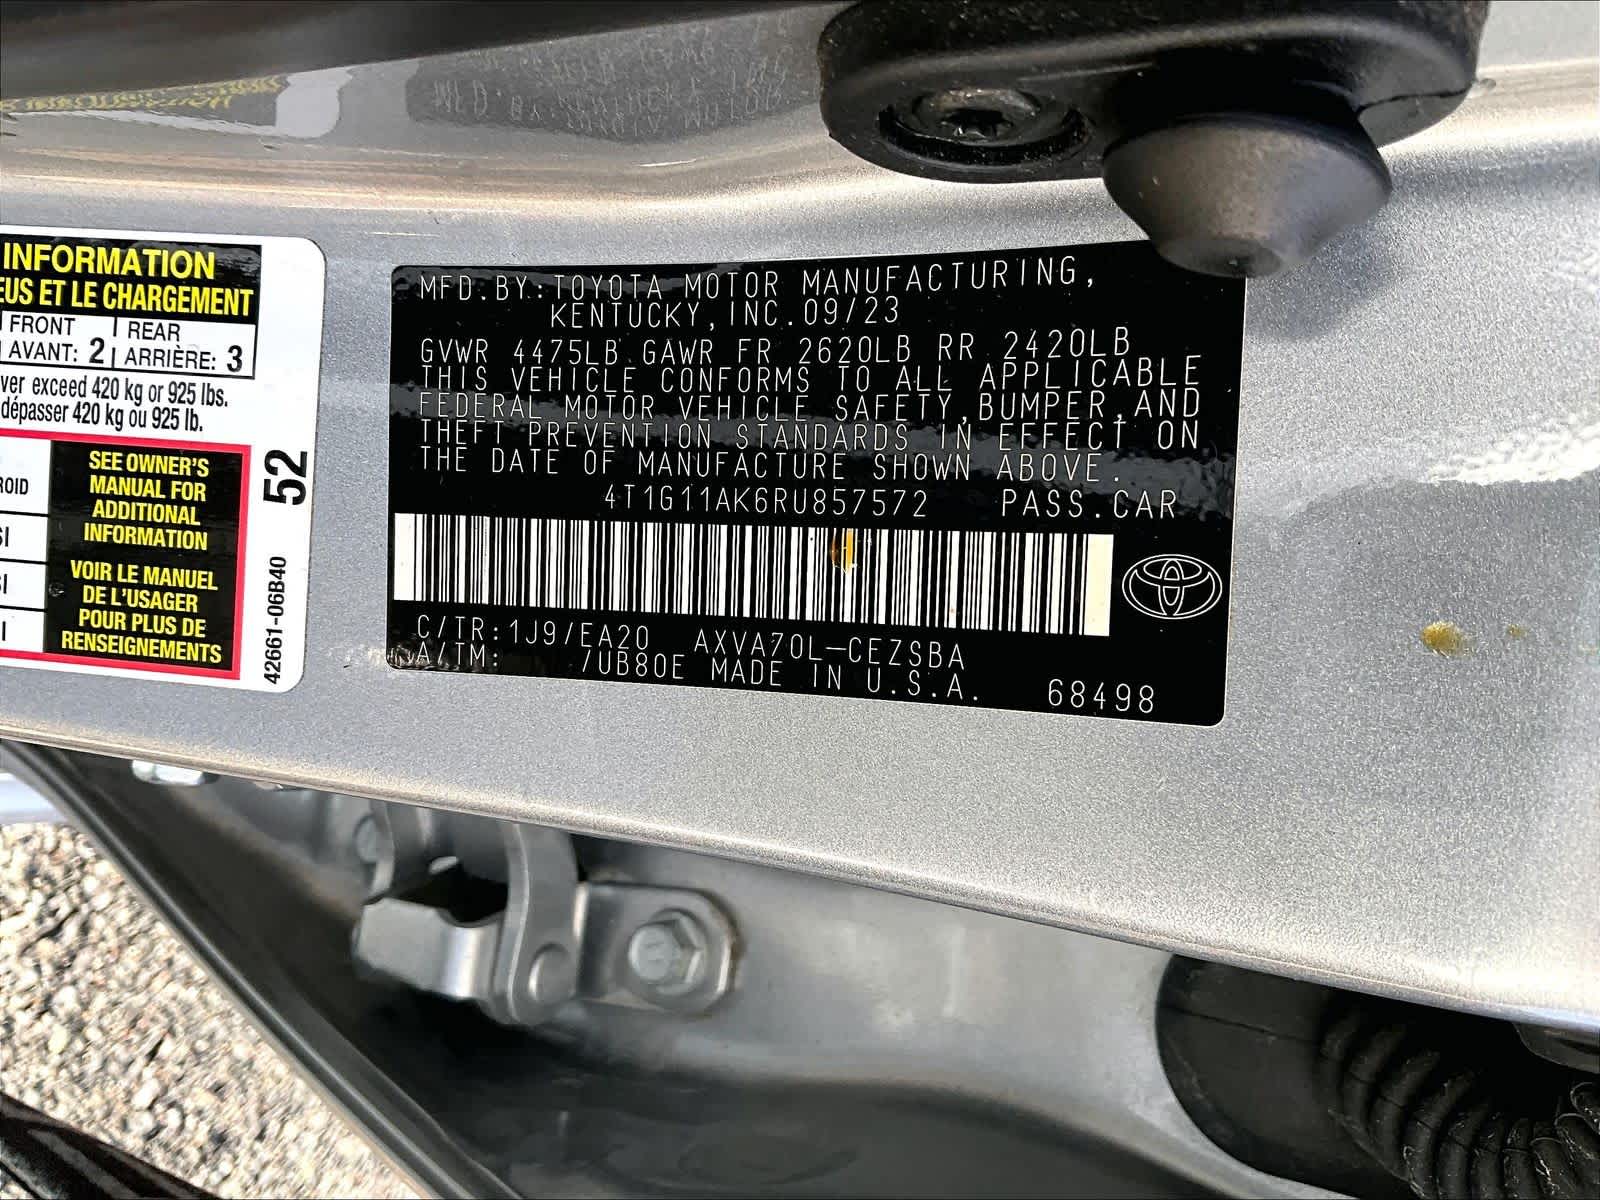 INFORMATION
EUS ET LE CHARGEMENT
FRONT
AVANT: 2
REAR
ARRIÈRE: 3
ver exceed 420 kg or 925 lbs.
dépasser 420 kg ou 925 lb.
ROID
SI
SI
I
SEE OWNER'S
MANUAL FOR
ADDITIONAL
INFORMATION
VOIR LE MANUEL
DE L'USAGER
POUR PLUS DE
RENSEIGNEMENTS
52
42661-06B40
MFD.BY:TOYOTA MOTOR MANUFACTURING,
KENTUCKY,INC.09/23
GVWR 4475LB GAWR FR 2620LB RR 2420LB
THIS VEHICLE CONFORMS TO ALL APPLICABLE
FEDERAL MOTOR VEHICLE SAFETY,BUMPER,AND
THEFT PREVENTION STANDARDS IN EFFECT ON
THE DATE OF MANUFACTURE SHOWN ABOVE.
4T1G11AK6RU857572 PASS.CAR
C/TR:1J9/EA20 AXVA70L-CEZSBA
A/TM: /UB80E MADE IN U.S.A. 68498